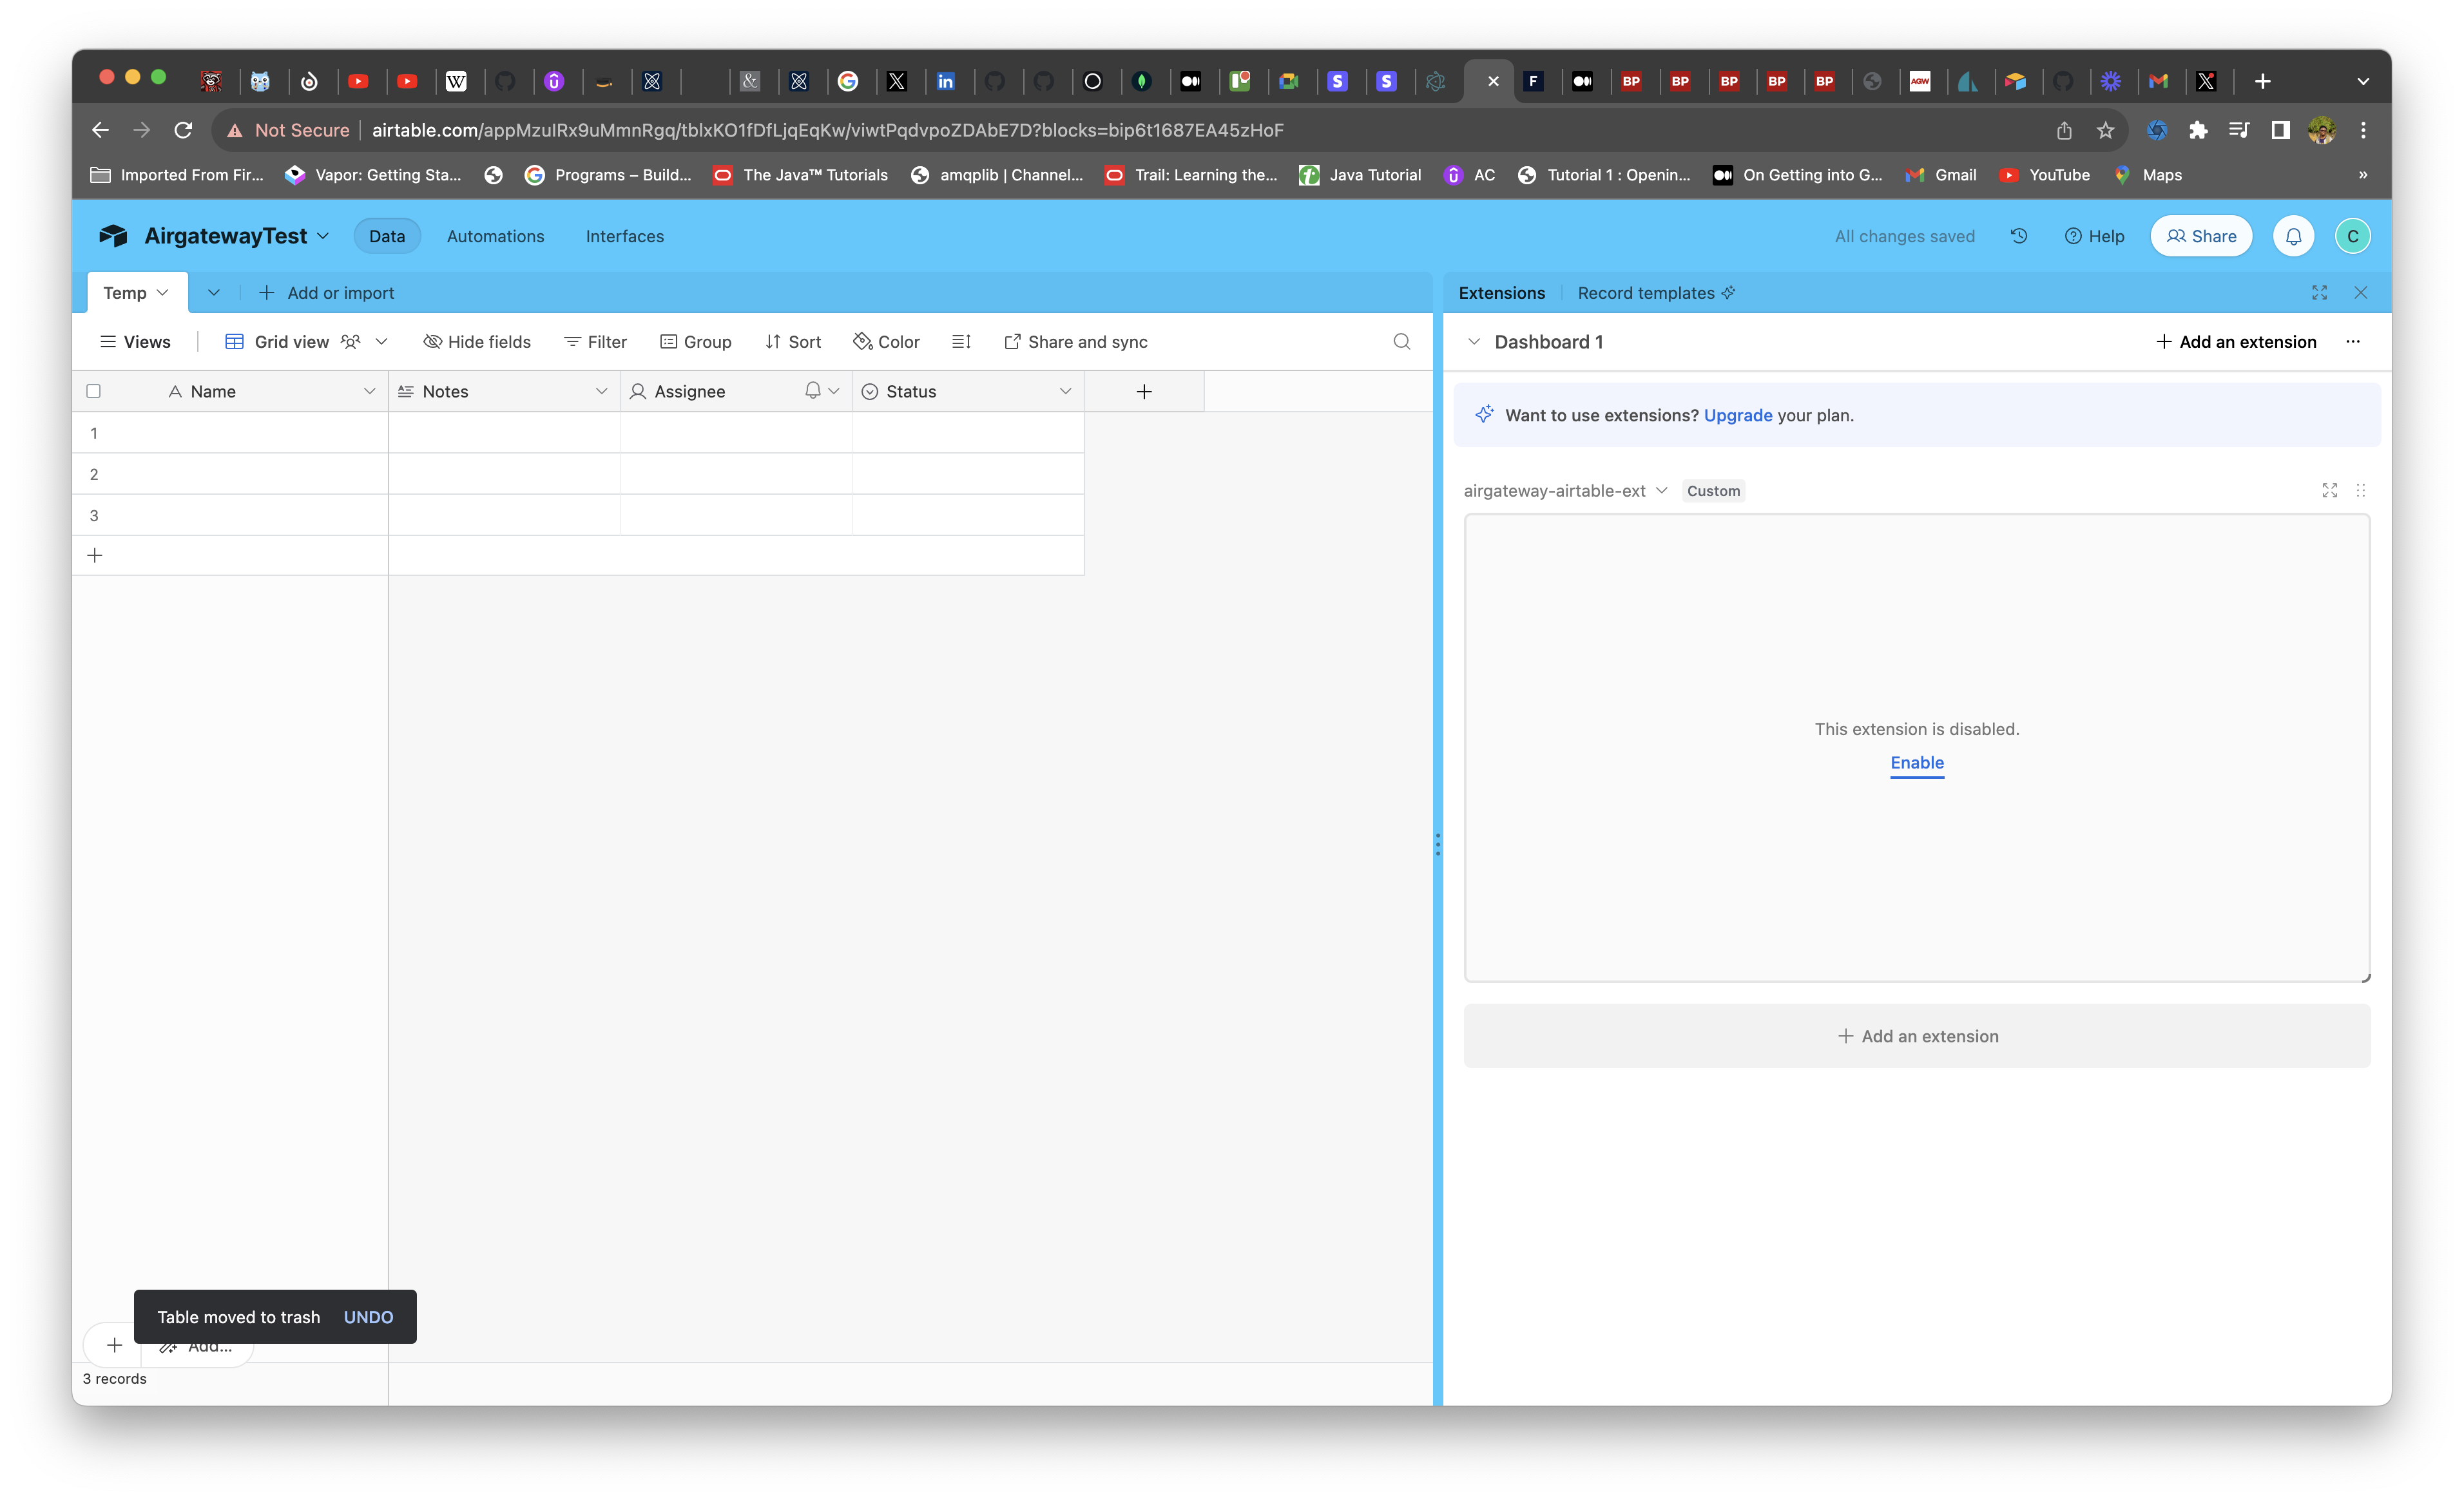 Not Secure airtable.com/appMzuIRx9uMmnRgq/tblxKO1fDfLjqEqKw/viwtPqdvpoZDAbE7D?blocks=bip6t1687EA45zHoF
Imported From Fir... Vapor: Getting Sta... Programs – Build... The Java™ Tutorials amqplib | Channel... Trail: Learning the... Java Tutorial AC Tutorial 1 : Openin... On Getting into G... Gmail YouTube Maps »
AirgatewayTest Data Automations Interfaces All changes saved Help Share C
Temp Add or import Extensions Record templates
Views Grid view Hide fields Filter Group Sort Color Share and sync Dashboard 1 + Add an extension ...
Name Notes Assignee Status +
Want to use extensions? Upgrade your plan.
1
2
3
+
airgateway-airtable-ext Custom
This extension is disabled.
Enable
+ Add an extension
Table moved to trash UNDO
+ Add...
3 records